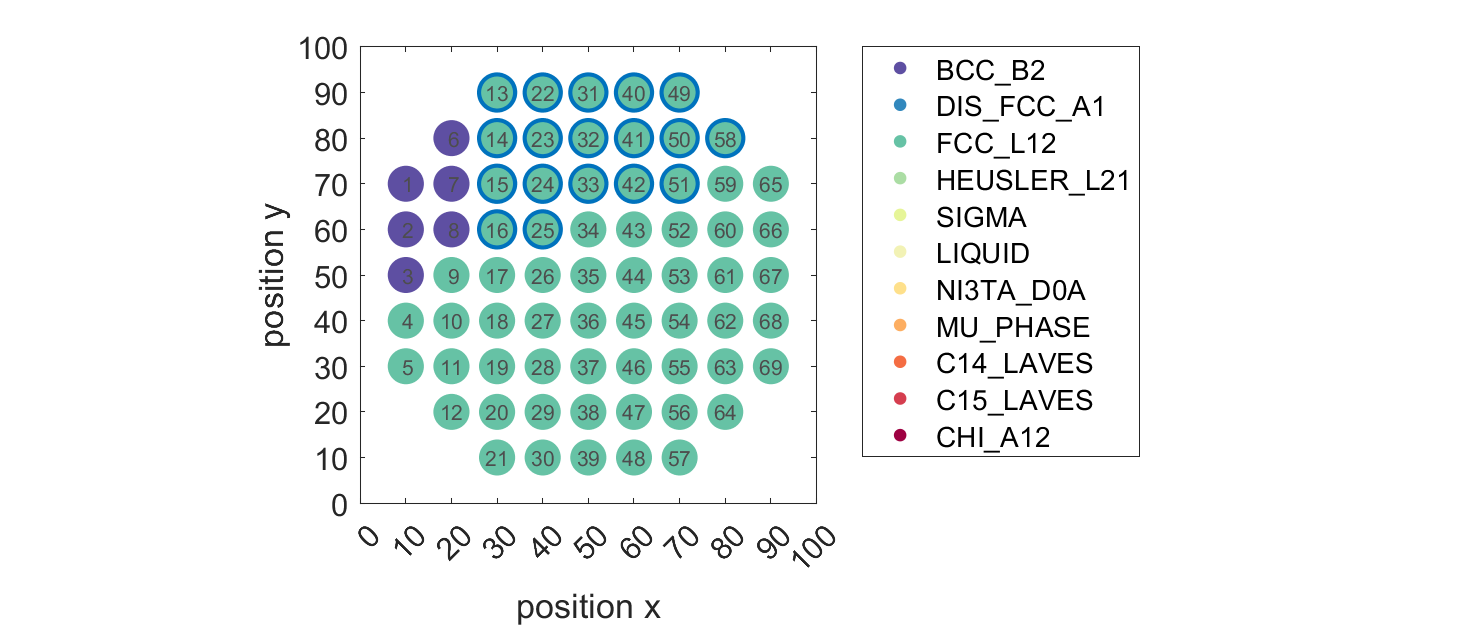 100
90
80
70
60
50
40
30
20
10
0
position y
13 22 31 40 49
6 14 23 32 41 50 58
1 7 15 24 33 42 51 59 65
2 8 16 25 34 43 52 60 66
3 9 17 26 35 44 53 61 67
4 10 18 27 36 45 54 62 68
5 11 19 28 37 46 55 63 69
12 20 29 38 47 56 64
21 30 39 48 57
0 10 20 30 40 50 60 70 80 90 100
position x
BCC_B2
DIS_FCC_A1
FCC_L12
HEUSLER_L21
SIGMA
LIQUID
NI3TA_D0A
MU_PHASE
C14_LAVES
C15_LAVES
CHI_A12